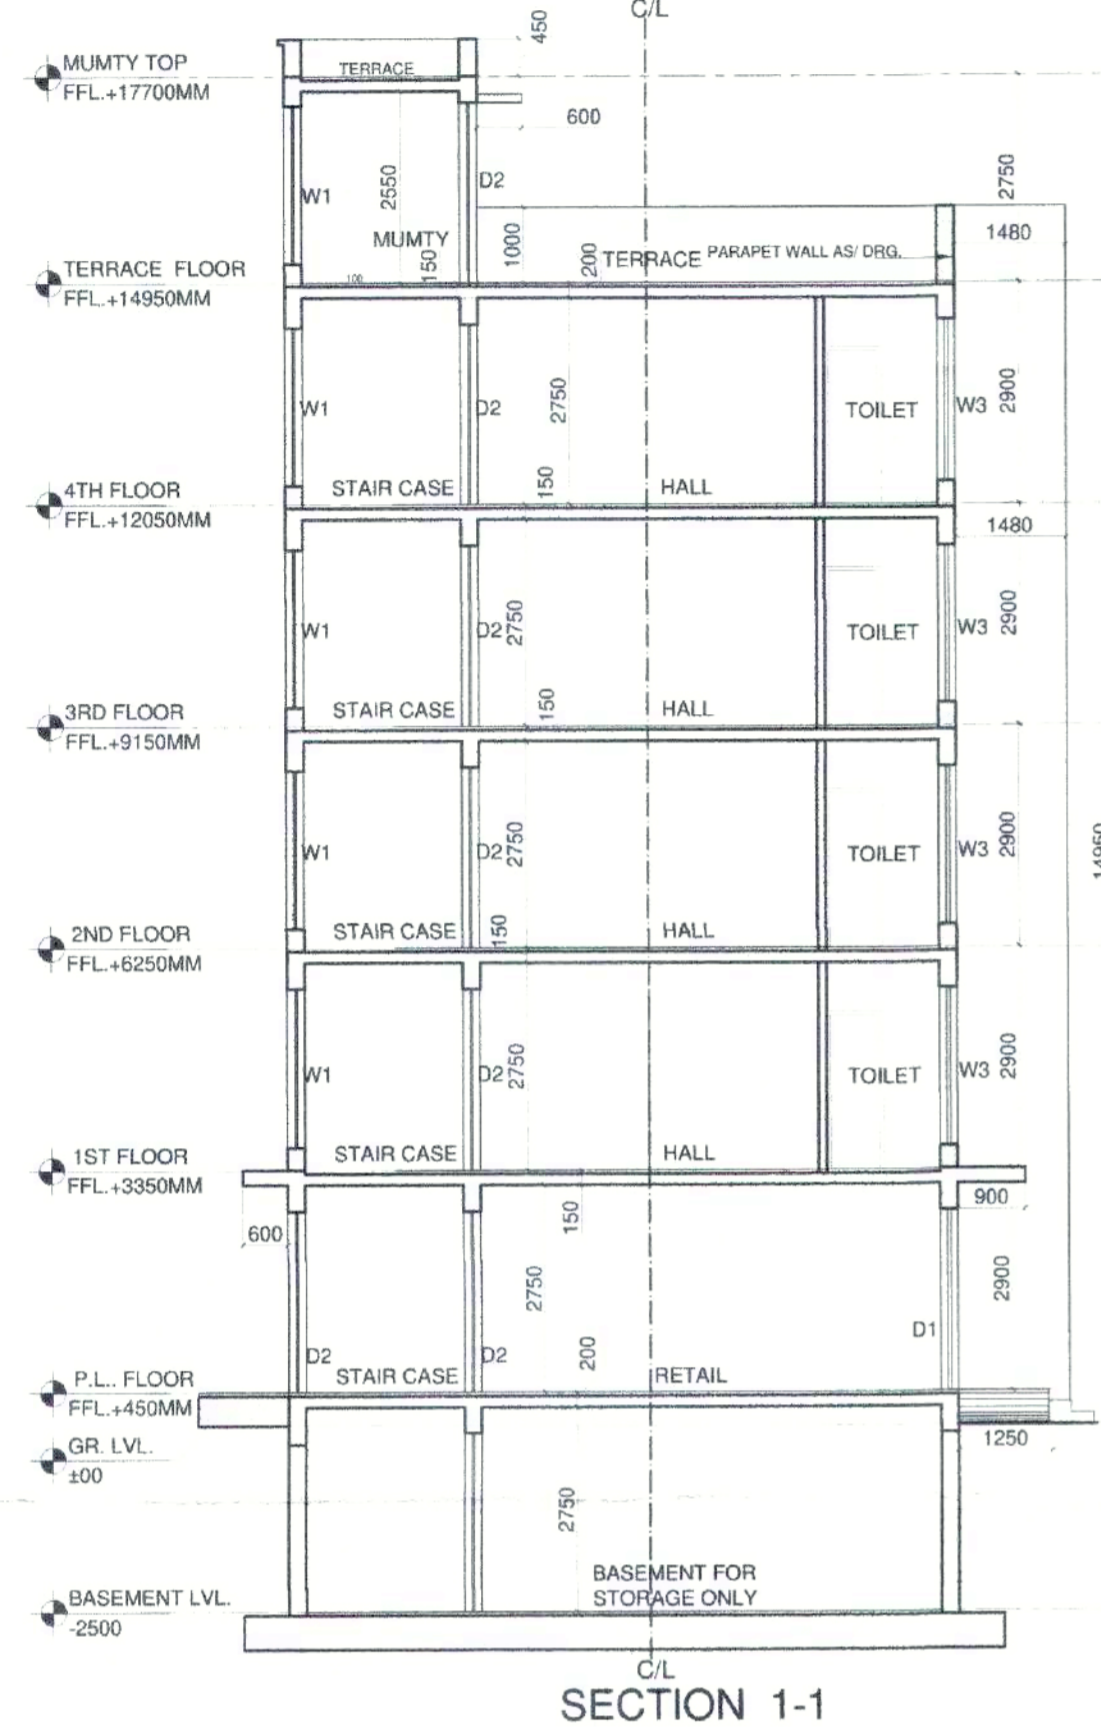 C/L
450
MUMTY TOP
FFL.+17700MM
TERRACE
600
W1
2550
D2
2750
MUMTY
150
1000
200
TERRACE
PARAPET WALL AS/ DRG.
1480
TERRACE FLOOR
FFL.+14950MM
100
W1
D2
2750
TOILET
W3
2900
4TH FLOOR
FFL.+12050MM
STAIR CASE
150
HALL
1480
W1
D2
2750
TOILET
W3
2900
3RD FLOOR
FFL.+9150MM
STAIR CASE
150
HALL
W1
D2
2750
TOILET
W3
2900
2ND FLOOR
FFL.+6250MM
STAIR CASE
150
HALL
W1
D2
2750
TOILET
W3
2900
1ST FLOOR
FFL.+3350MM
STAIR CASE
HALL
600
150
900
2750
2900
D1
P.L.. FLOOR
FFL.+450MM
D2
STAIR CASE
D2
200
RETAIL
GR. LVL.
±00
1250
2750
BASEMENT FOR
STORAGE ONLY
BASEMENT LVL.
-2500
C/L
SECTION 1-1